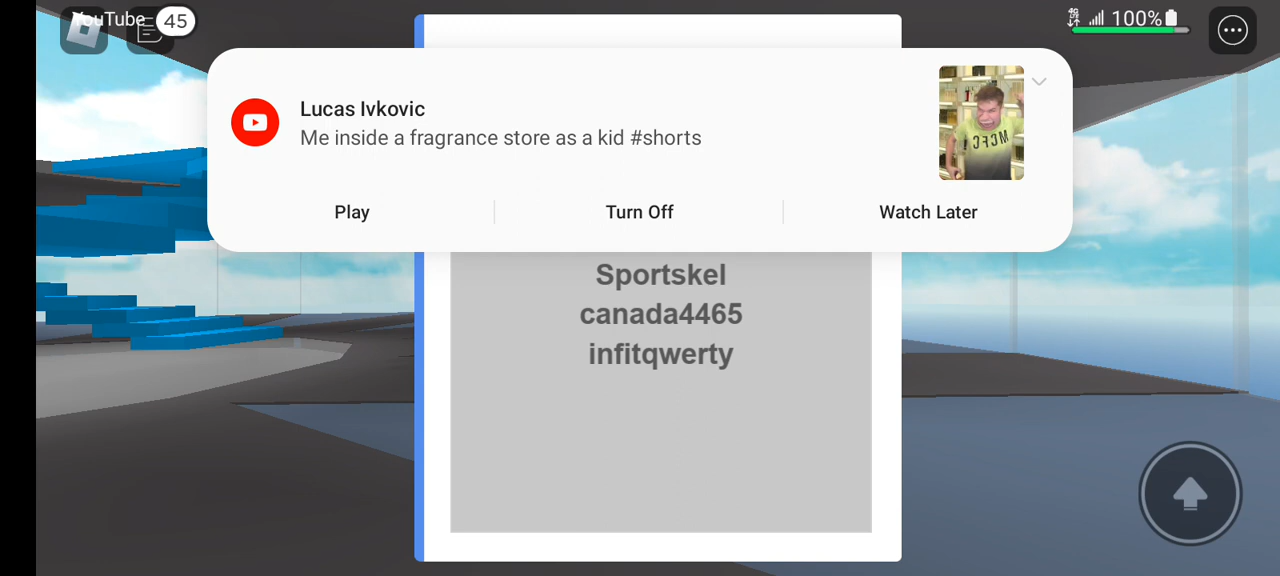 YouTube
45
4G
100%
Lucas Ivkovic
Me inside a fragrance store as a kid #shorts
Play
Turn Off
Watch Later
Sportskel
canada4465
infitqwerty